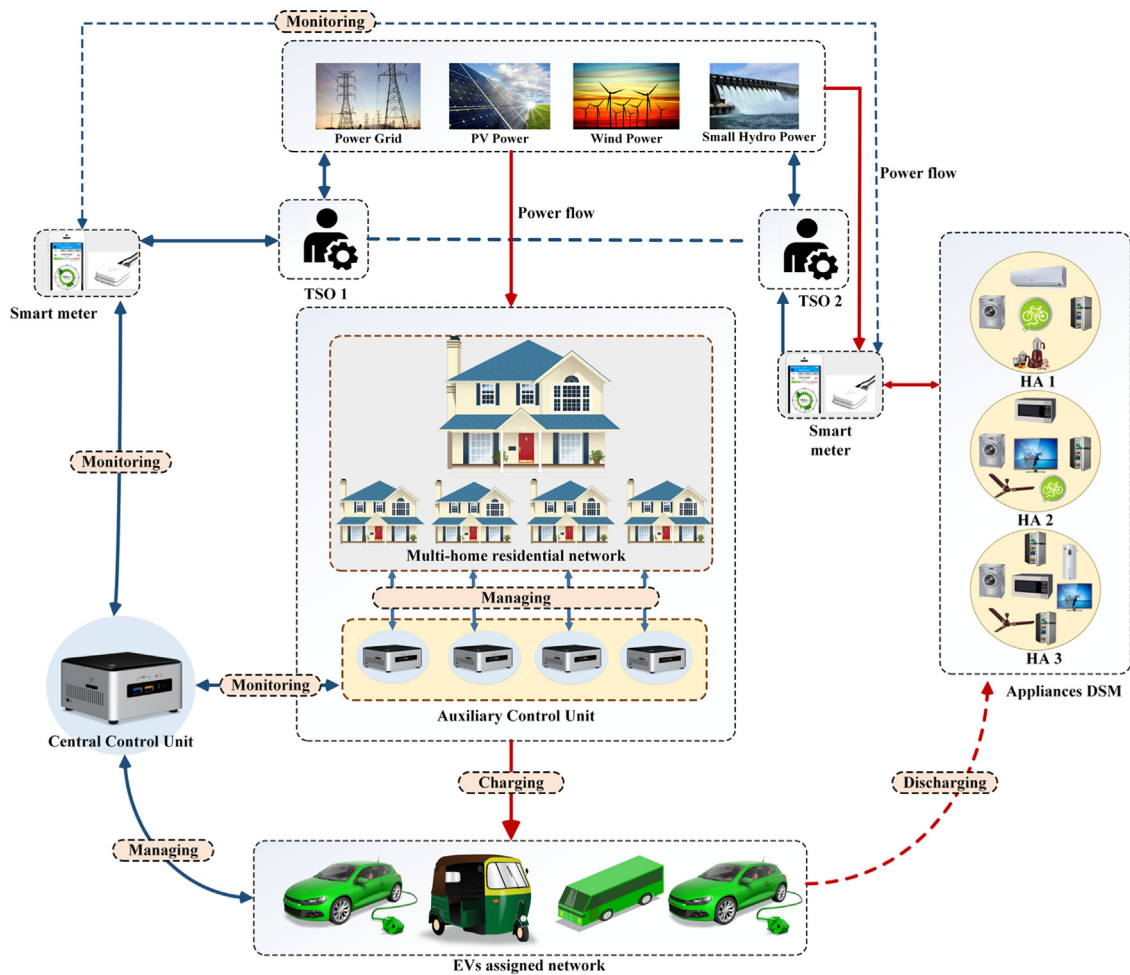 Monitoring
Power Grid
PV Power
Wind Power
Small Hydro Power
Power flow
Power flow
TSO 1
TSO 2
Smart meter
HA 1
Smart
meter
Monitoring
Multi-home residential network
HA 2
Managing
Monitoring
HA 3
Auxiliary Control Unit
Appliances DSM
Central Control Unit
Charging
Discharging
Managing
EVs assigned network